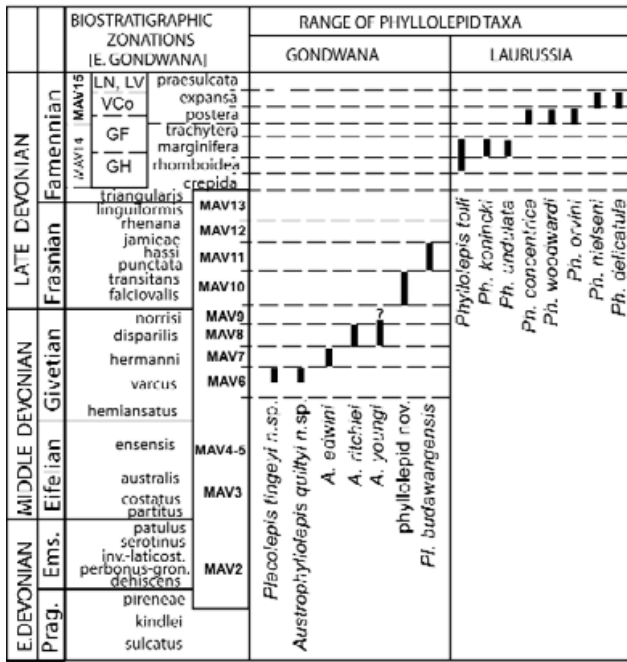 BIOSTRATIGRAPHIC
ZONATIONS
[E. GONDWANA]
RANGE OF PHYLLOLEPID TAXA
GONDWANA
LAURUSSIA
LATE DEVONIAN
MIDDLE DEVONIAN
E.DEVONIAN
Famennian
Frasnian
Givetian
Eifelian
Ems.
Prag.
MAV15
MAV14
LN, LV
VCo
GF
GH
praesulcata
expansa
postera
trachytera
marginifera
rhomboidea
crepida
triangularis
linguiformis
rhenana
jamieae
hassi
punctata
transitans
falciovalis
norrisi
disparilis
hermanni
varcus
hemiansatus
ensensis
australis
costatus
partitus
patulus
serotinus
inv.-laticost.
perbonus-gron.
dehiscens
pireneae
kindlei
sulcatus
MAV13
MAV12
MAV11
MAV10
MAV9
MAV8
MAV7
MAV6
MAV4-5
MAV3
MAV2
?
Placolepis tingeyi n.sp.
Austrophyllolepis quiltyi n.sp.
A. edwini
A. ritchiei
A. youngi
phyllolepid nov.
Pl. budawangensis
Phyllolepis tolli
Ph. konincki
Ph. undulata
Ph. concentrica
Ph. woodwardi
Ph. orvini
Ph. nielseni
Ph. delicatula